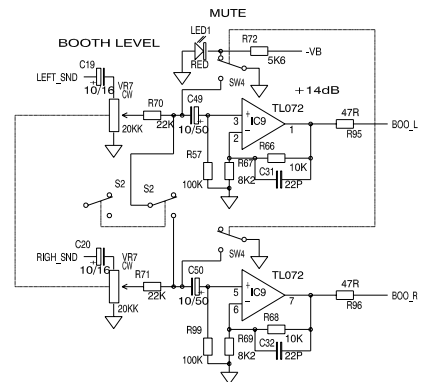 MUTE
LED1
R72
-VB
BOOTH LEVEL
RED
5K6
C19
VR7
CW
SW4
+14dB
LEFT_SND
10/16
R70
C49
TL072
47R
22K
10/50
3
IC9
1
BOO_L
20KK
2
R95
R57
R66
R67
10K
C31
100K
8K2
22P
S2
S2
C20
VR7
CW
SW4
RIGH_SND
10/16
R71
C50
TL072
47R
22K
10/50
5
IC9
7
BOO_R
20KK
6
R96
R99
R68
R69
10K
C32
100K
8K2
22P